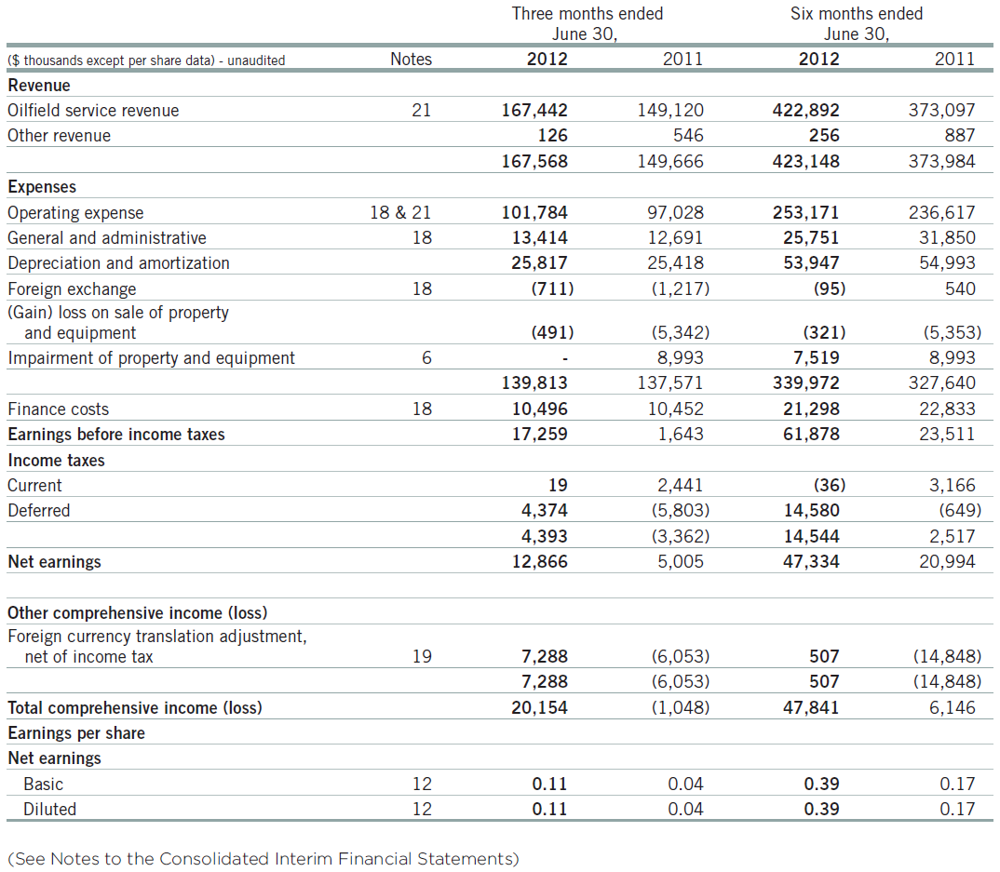 Three months ended Six months ended
June 30, June 30,
($ thousands except per share data) - unaudited Notes 2012 2011 2012 2011
Revenue
Oilfield service revenue 21 167,442 149,120 422,892 373,097
Other revenue 126 546 256 887
167,568 149,666 423,148 373,984
Expenses
Operating expense 18 & 21 101,784 97,028 253,171 236,617
General and administrative 18 13,414 12,691 25,751 31,850
Depreciation and amortization 25,817 25,418 53,947 54,993
Foreign exchange 18 (711) (1,217) (95) 540
(Gain) loss on sale of property
and equipment (491) (5,342) (321) (5,353)
Impairment of property and equipment 6 - 8,993 7,519 8,993
139,813 137,571 339,972 327,640
Finance costs 18 10,496 10,452 21,298 22,833
Earnings before income taxes 17,259 1,643 61,878 23,511
Income taxes
Current 19 2,441 (36) 3,166
Deferred 4,374 (5,803) 14,580 (649)
4,393 (3,362) 14,544 2,517
Net earnings 12,866 5,005 47,334 20,994
Other comprehensive income (loss)
Foreign currency translation adjustment,
net of income tax 19 7,288 (6,053) 507 (14,848)
7,288 (6,053) 507 (14,848)
Total comprehensive income (loss) 20,154 (1,048) 47,841 6,146
Earnings per share
Net earnings
Basic 12 0.11 0.04 0.39 0.17
Diluted 12 0.11 0.04 0.39 0.17
(See Notes to the Consolidated Interim Financial Statements)